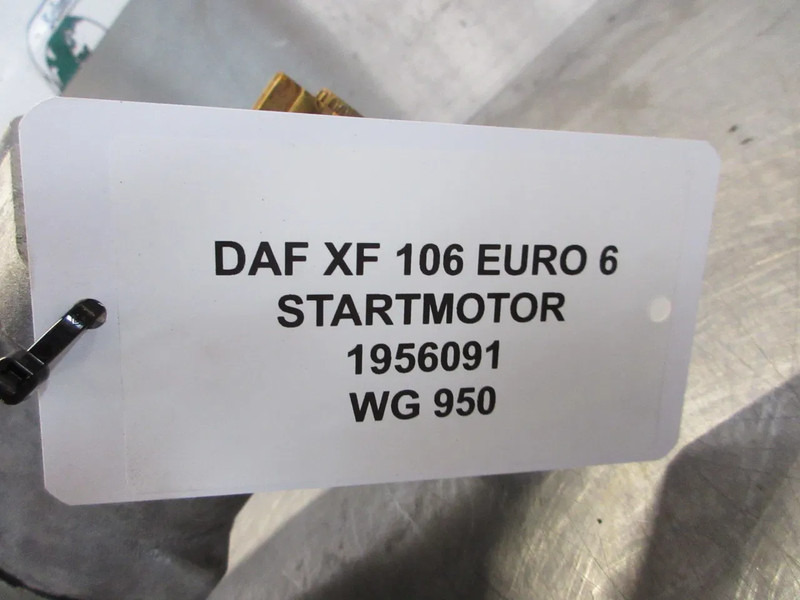 DAF XF 106 EURO 6
STARTMOTOR
1956091
WG 950